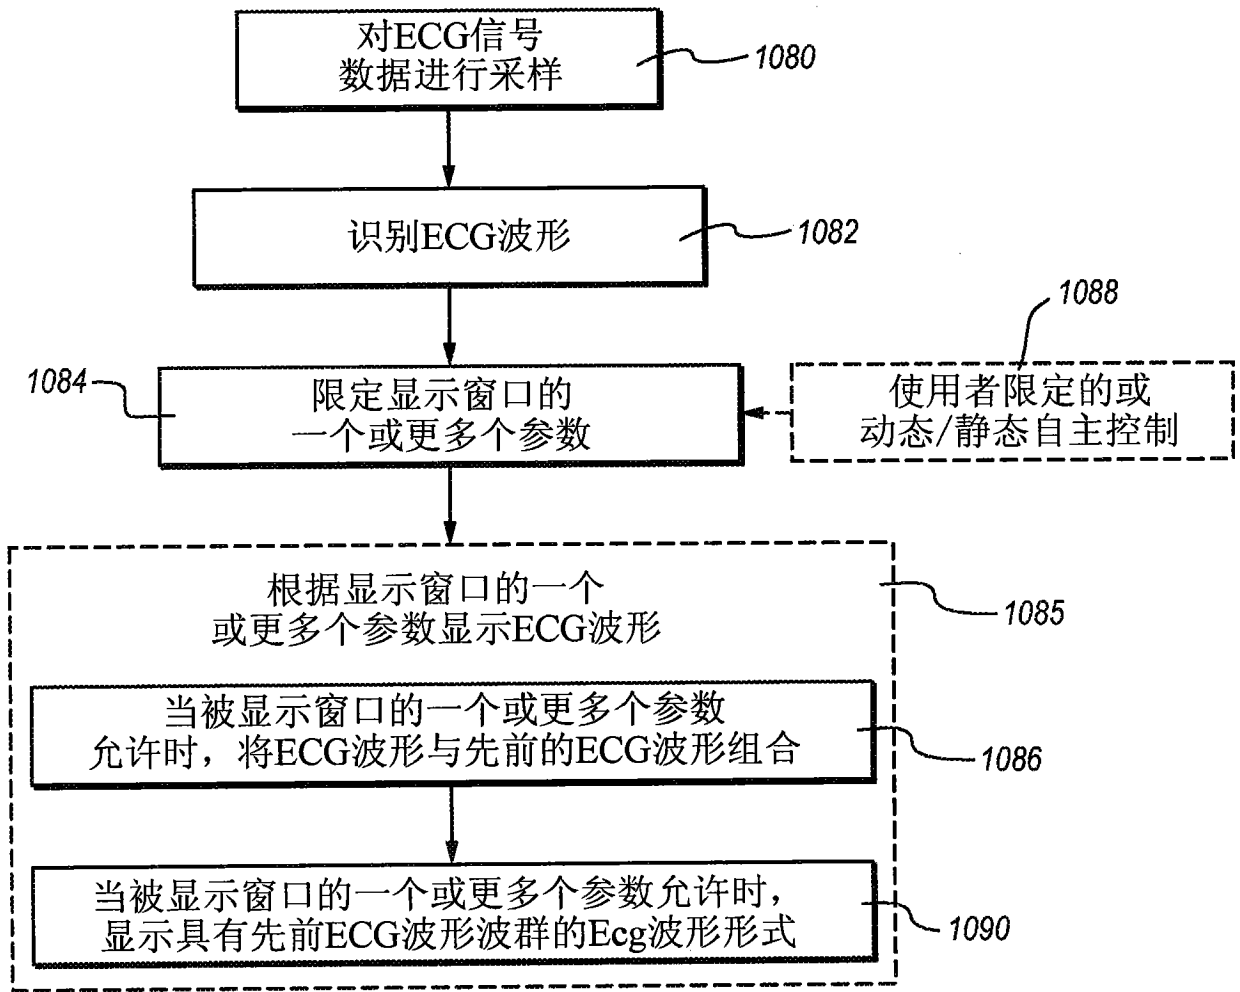 对ECG信号
数据进行采样
1080
识别ECG波形
1082
1088
1084
限定显示窗口的
一个或更多个参数
使用者限定的或
动态/静态自主控制
根据显示窗口的一个
或更多个参数显示ECG波形
1085
当被显示窗口的一个或更多个参数
允许时，将ECG波形与先前的ECG波形组合
1086
当被显示窗口的一个或更多个参数允许时，
显示具有先前ECG波形波群的Ecg波形形式
1090